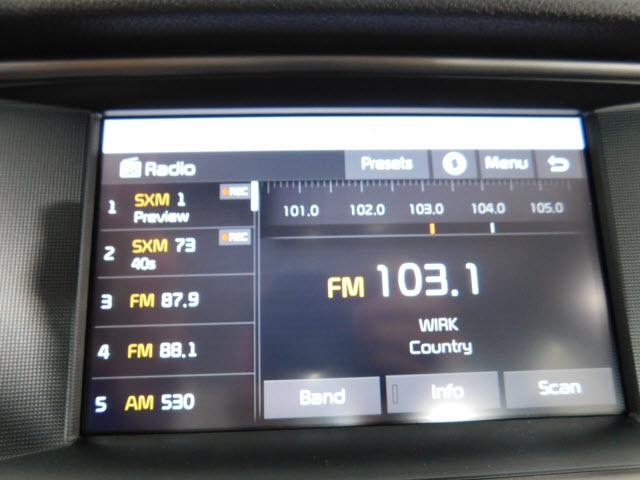 Radio
Presets
Menu
1 SXM 1 REC
Preview
2 SXM 73 REC
40s
3 FM 87.9
4 FM 88.1
5 AM 530
101.0 102.0 103.0 104.0 105.0
FM 103.1
WIRK
Country
Band Info Scan